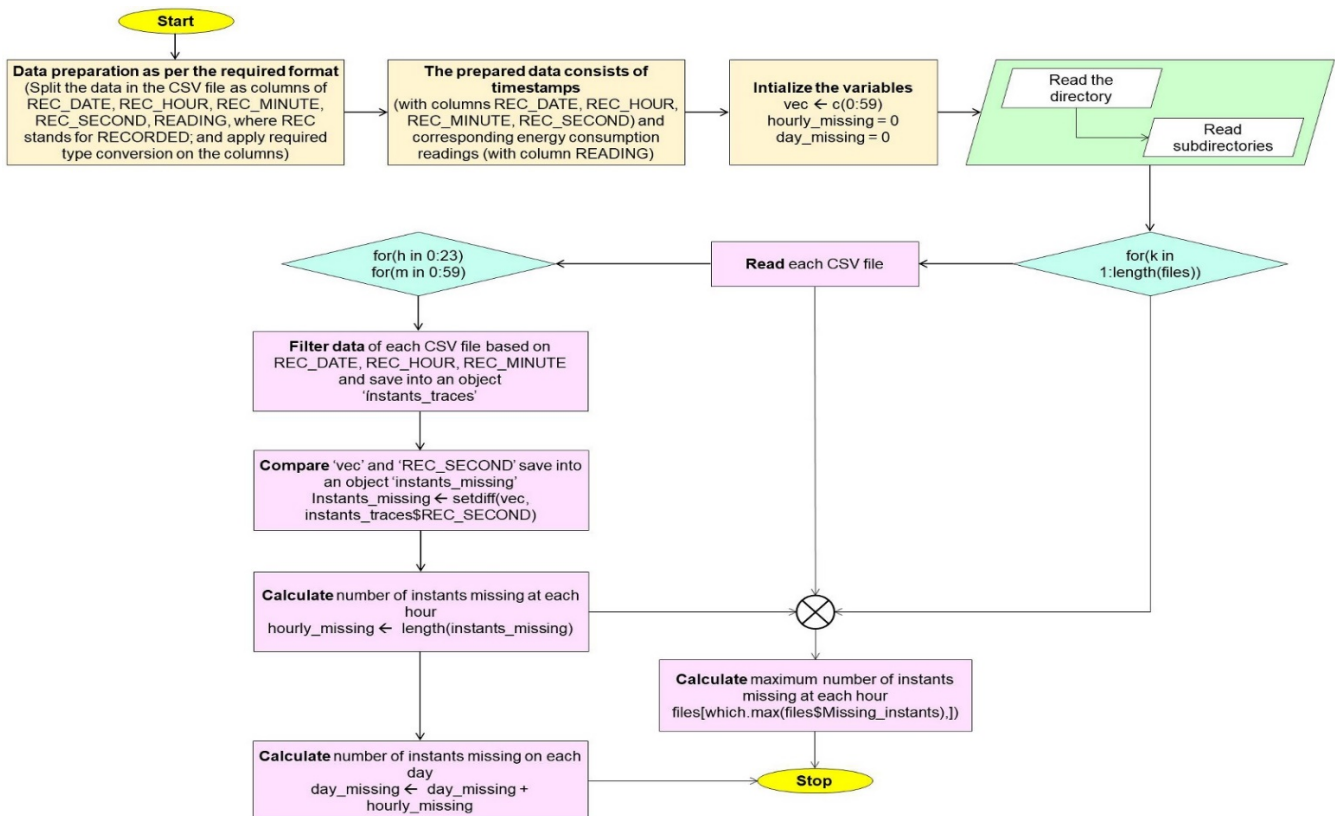 Start
Data preparation as per the required format
(Split the data in the CSV file as columns of
REC_DATE, REC_HOUR, REC_MINUTE,
REC_SECOND, READING, where REC
stands for RECORDED; and apply required
type conversion on the columns)
The prepared data consists of
timestamps
(with columns REC_DATE, REC_HOUR,
REC_MINUTE, REC_SECOND) and
corresponding energy consumption
readings (with column READING)
Intialize the variables
vec ← c(0:59)
hourly_missing = 0
day_missing = 0
Read the
directory
Read
subdirectories
for(k in
1:length(files))
Read each CSV file
for(h in 0:23)
for(m in 0:59)
Filter data of each CSV file based on
REC_DATE, REC_HOUR, REC_MINUTE
and save into an object
‘ínstants_traces’
Compare ‘vec’ and ‘REC_SECOND’ save into
an object ‘instants_missing’
Instants_missing ← setdiff(vec,
instants_traces$REC_SECOND)
Calculate number of instants missing at each
hour
hourly_missing ← length(instants_missing)
Calculate maximum number of instants
missing at each hour
files[which.max(files$Missing_instants),])
Calculate number of instants missing on each
day
day_missing ← day_missing +
hourly_missing
Stop